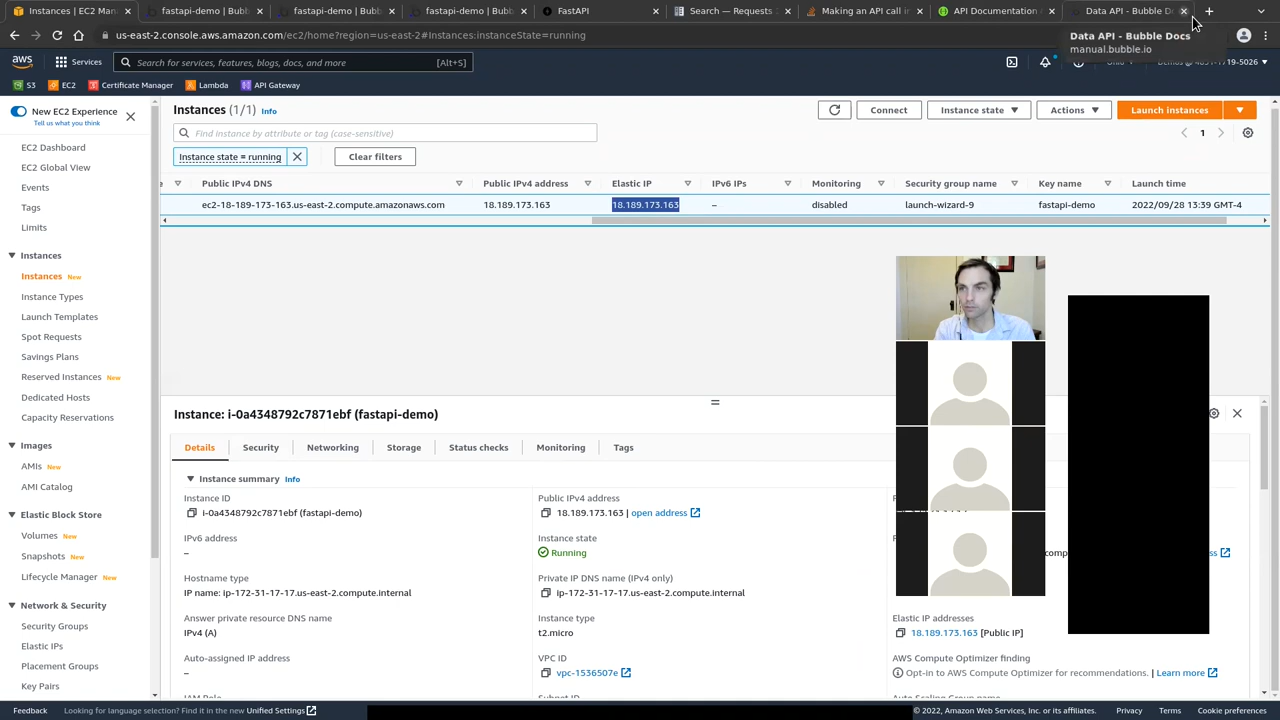 Instances | EC2 Manag
fastapi-demo | Bubb
fastapi-demo | Bubb
fastapi-demo | Bubb
FastAPI
Search — Requests 2
Making an API call in
API Documentation
Data API - Bubble Do
us-east-2.console.aws.amazon.com/ec2/home?region=us-east-2#Instances:instanceState=running
Data API - Bubble Docs
manual.bubble.io
aws
Services
Search for services, features, blogs, docs, and more
[Alt+S]
S3
EC2
Certificate Manager
Lambda
API Gateway
New EC2 Experience
Tell us what you think
EC2 Dashboard
EC2 Global View
Events
Tags
Limits
Instances
Instances New
Instance Types
Launch Templates
Spot Requests
Savings Plans
Reserved Instances New
Dedicated Hosts
Capacity Reservations
Images
AMIs New
AMI Catalog
Elastic Block Store
Volumes New
Snapshots New
Lifecycle Manager New
Network & Security
Security Groups
Elastic IPs
Placement Groups
Key Pairs
Instances (1/1) Info
Connect
Instance state
Actions
Launch instances
Find instance by attribute or tag (case-sensitive)
1
Instance state = running
Clear filters
Public IPv4 DNS
Public IPv4 address
Elastic IP
IPv6 IPs
Monitoring
Security group name
Key name
Launch time
ec2-18-189-173-163.us-east-2.compute.amazonaws.com
18.189.173.163
18.189.173.163
–
disabled
launch-wizard-9
fastapi-demo
2022/09/28 13:39 GMT-4
Instance: i-0a4348792c7871ebf (fastapi-demo)
Details
Security
Networking
Storage
Status checks
Monitoring
Tags
Instance summary Info
Instance ID
i-0a4348792c7871ebf (fastapi-demo)
Public IPv4 address
18.189.173.163 | open address
IPv6 address
–
Instance state
Running
Hostname type
IP name: ip-172-31-17-17.us-east-2.compute.internal
Private IP DNS name (IPv4 only)
ip-172-31-17-17.us-east-2.compute.internal
Answer private resource DNS name
IPv4 (A)
Instance type
t2.micro
Elastic IP addresses
18.189.173.163 [Public IP]
Auto-assigned IP address
–
VPC ID
vpc-1536507e
AWS Compute Optimizer finding
Opt-in to AWS Compute Optimizer for recommendations. | Learn more
IAM Role
Subnet ID
Auto Scaling Group name
Feedback
Looking for language selection? Find it in the new Unified Settings
© 2022, Amazon Web Services, Inc. or its affiliates.
Privacy
Terms
Cookie preferences